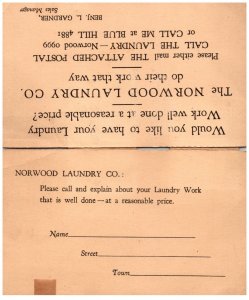 Would you like to have your Laundry
Work well done at a reasonable price?
The NORWOOD LAUNDRY CO.
do their work that way
Please either mail THE ATTACHED POSTAL
CALL THE LAUNDRY — Norwood 0999
or CALL ME at BLUE HILL 4881
BENJ. L. GARDNER,
Sales Manager
NORWOOD LAUNDRY CO.:
Please call and explain about your Laundry Work
that is well done — at a reasonable price.
Name
Street
Town